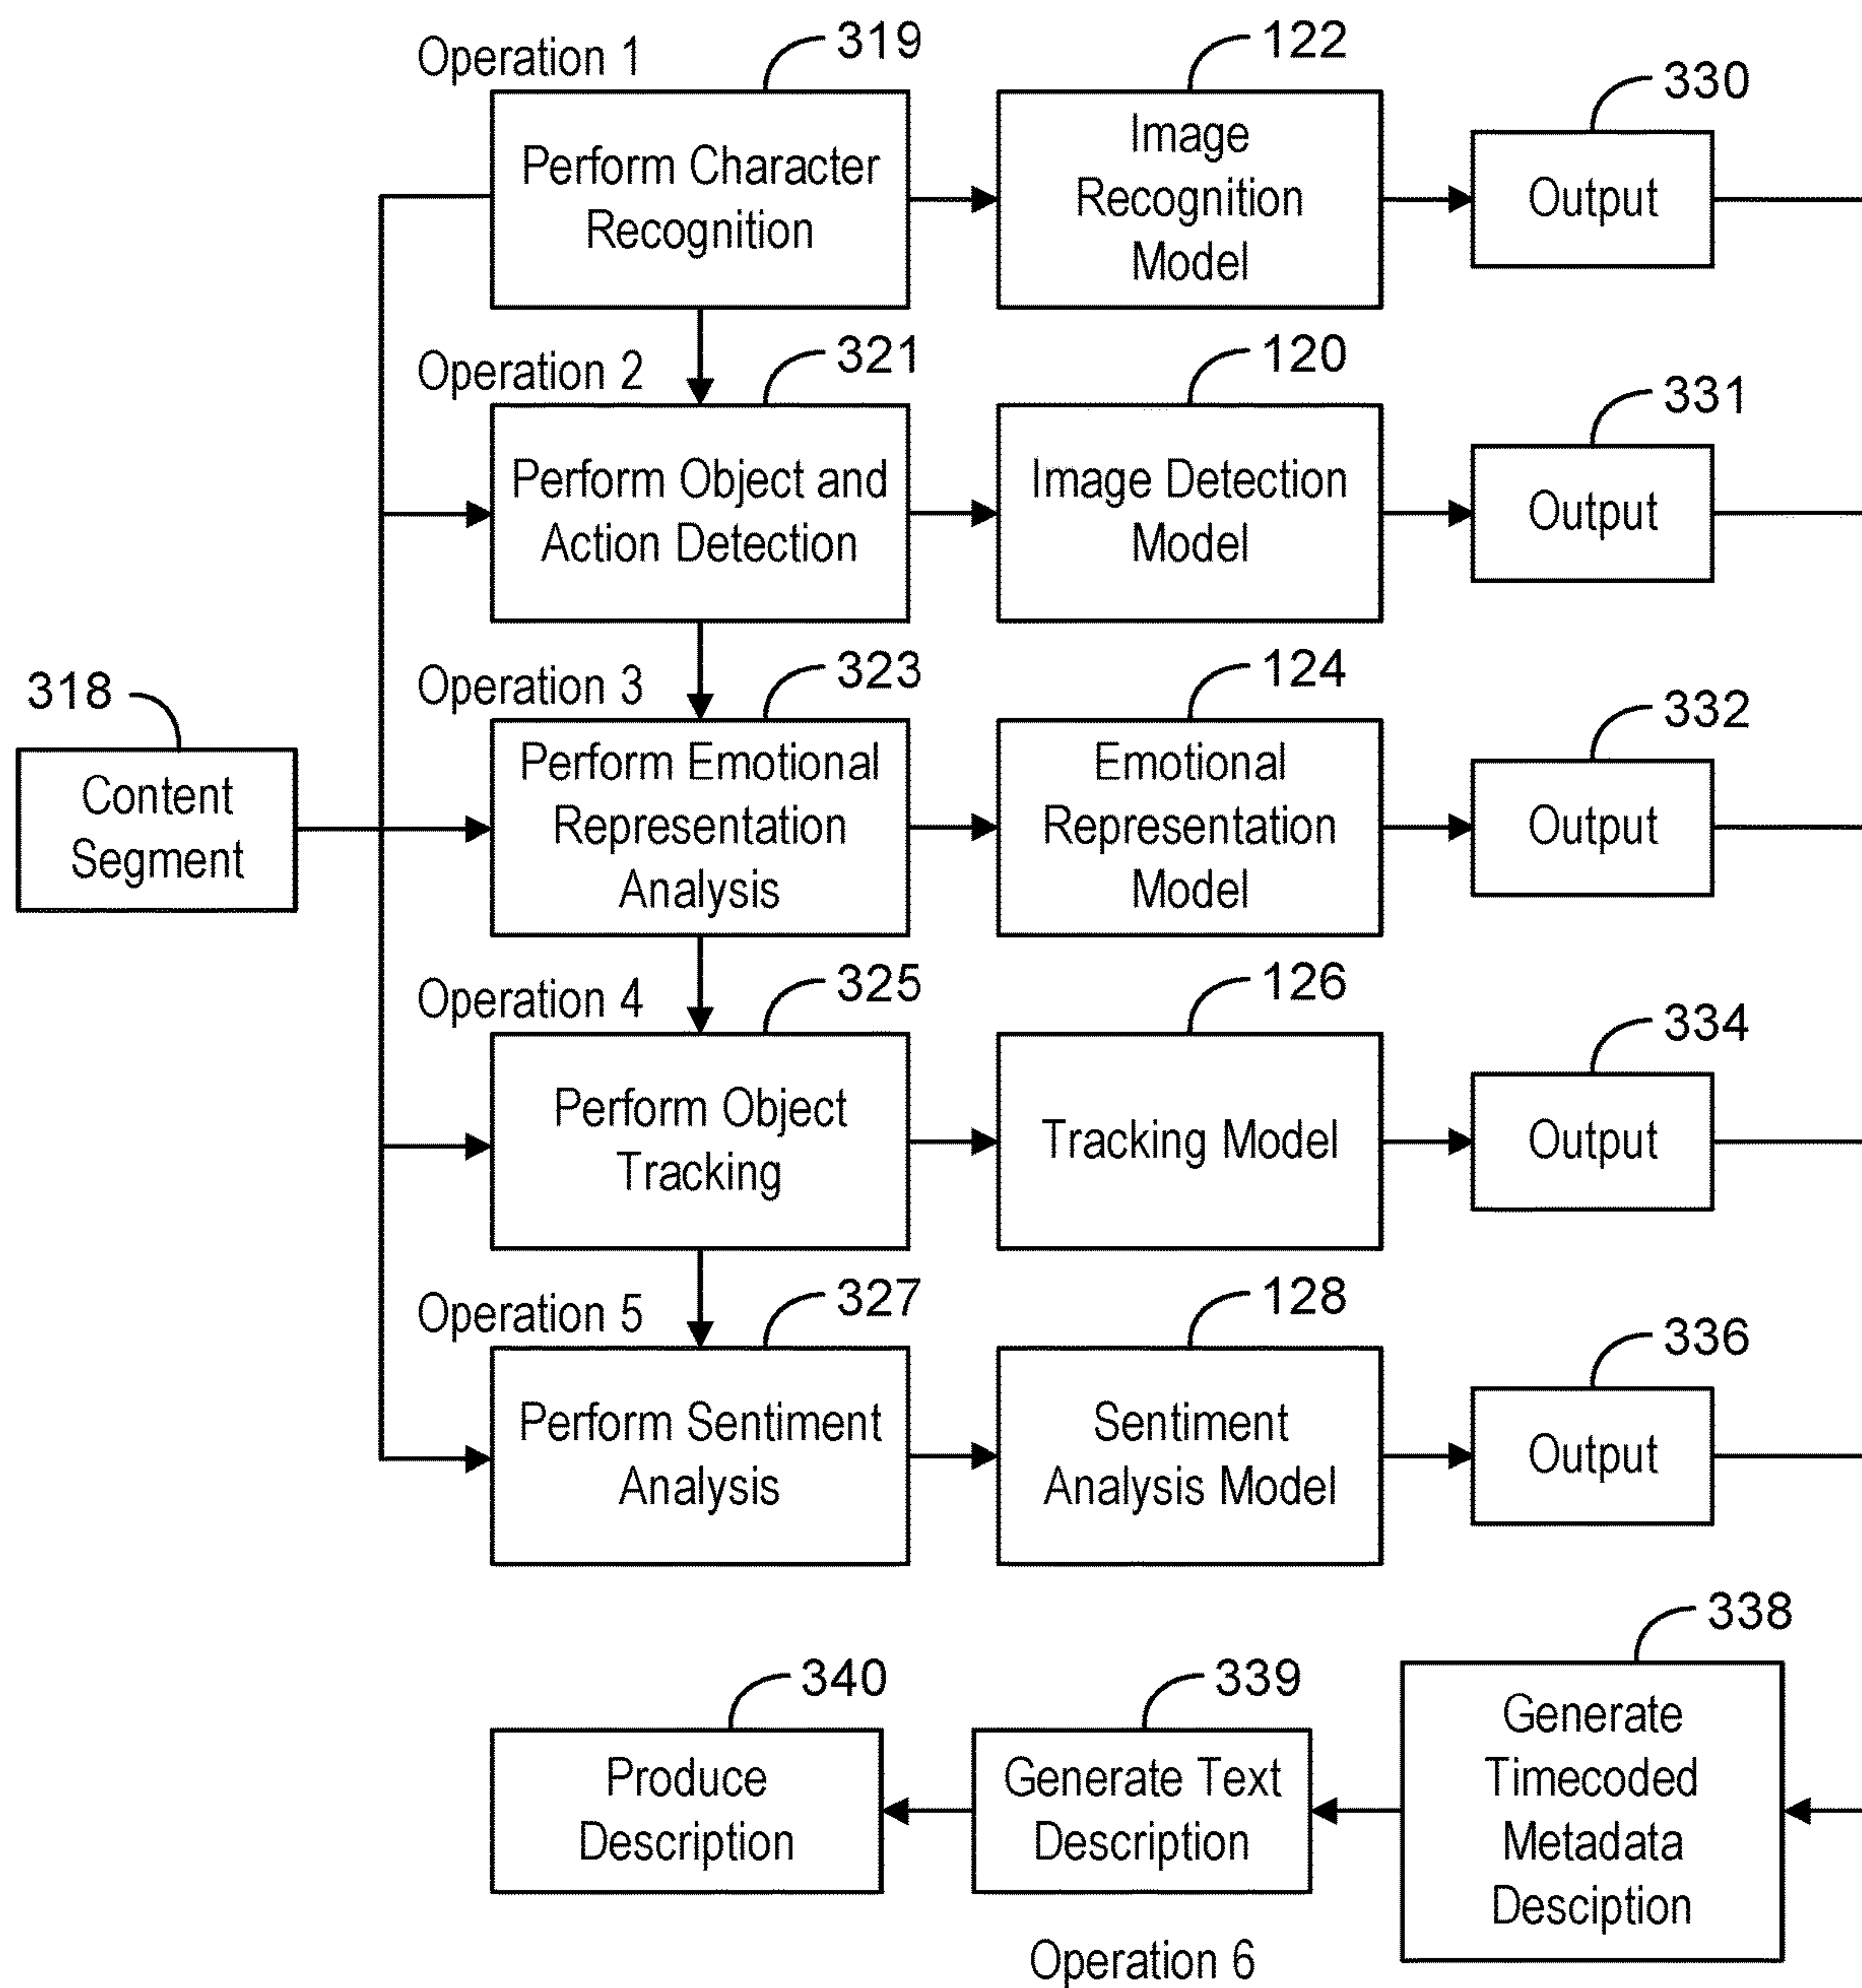 Operation 1
319
122
330
Perform Character
Recognition
Image
Recognition
Model
Output
Operation 2
321
120
331
Perform Object and
Action Detection
Image Detection
Model
Output
318
Content
Segment
Operation 3
323
124
332
Perform Emotional
Representation
Analysis
Emotional
Representation
Model
Output
Operation 4
325
126
334
Perform Object
Tracking
Tracking Model
Output
Operation 5
327
128
336
Perform Sentiment
Analysis
Sentiment
Analysis Model
Output
340
339
338
Produce
Description
Generate Text
Description
Generate
Timecoded
Metadata
Desciption
Operation 6